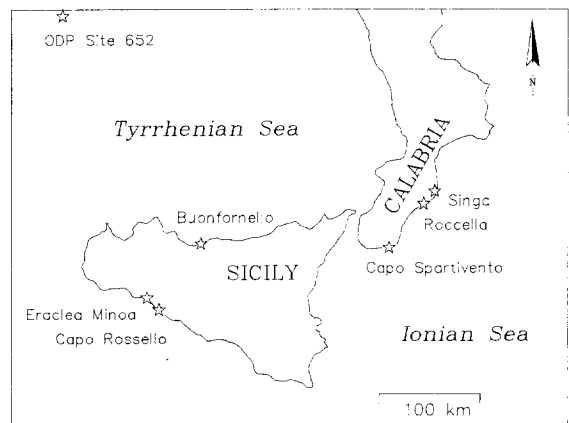 ODP Site 652
N
Tyrrhenian Sea
CALABRIA
Singa
Roccella
Buonfornello
SICILY
Capo Spartivento
Eraclea Minoa
Capo Rossello
Ionian Sea
100 km